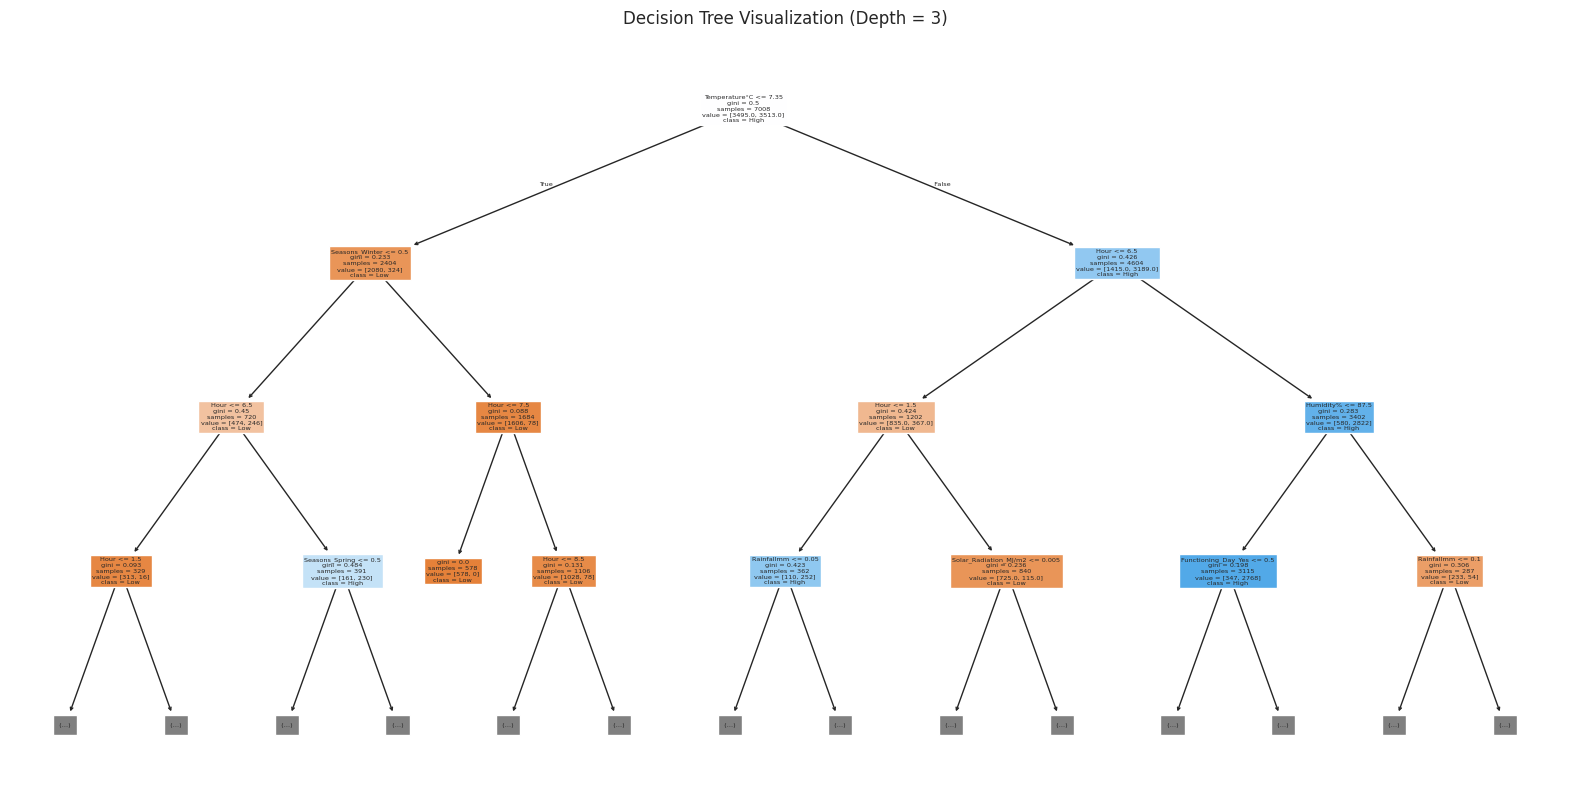 Decision Tree Visualization (Depth = 3)
Temperature°C <= 7.35
gini = 0.5
samples = 7008
value = [3495.0, 3513.0]
class = High
True
False
Seasons_Winter <= 0.5
gini = 0.233
samples = 2404
value = [2080, 324]
class = Low
Hour <= 6.5
gini = 0.426
samples = 4604
value = [1415.0, 3189.0]
class = High
Hour <= 6.5
gini = 0.45
samples = 720
value = [474, 246]
class = Low
Hour <= 7.5
gini = 0.088
samples = 1684
value = [1606, 78]
class = Low
Hour <= 1.5
gini = 0.424
samples = 1202
value = [835.0, 367.0]
class = Low
Humidity% <= 87.5
gini = 0.283
samples = 3402
value = [580, 2822]
class = High
Hour <= 1.5
gini = 0.093
samples = 329
value = [313, 16]
class = Low
Seasons_Spring <= 0.5
gini = 0.484
samples = 391
value = [161, 230]
class = High
gini = 0.0
samples = 578
value = [578, 0]
class = Low
Hour <= 8.5
gini = 0.131
samples = 1106
value = [1028, 78]
class = Low
Rainfallmm <= 0.05
gini = 0.423
samples = 362
value = [110, 252]
class = High
Solar_Radiation_MJ/m2 <= 0.005
gini = 0.236
samples = 840
value = [725.0, 115.0]
class = Low
Functioning_Day_Yes <= 0.5
gini = 0.198
samples = 3115
value = [347, 2768]
class = High
Rainfallmm <= 0.1
gini = 0.306
samples = 287
value = [233, 54]
class = Low
(...)
(...)
(...)
(...)
(...)
(...)
(...)
(...)
(...)
(...)
(...)
(...)
(...)
(...)